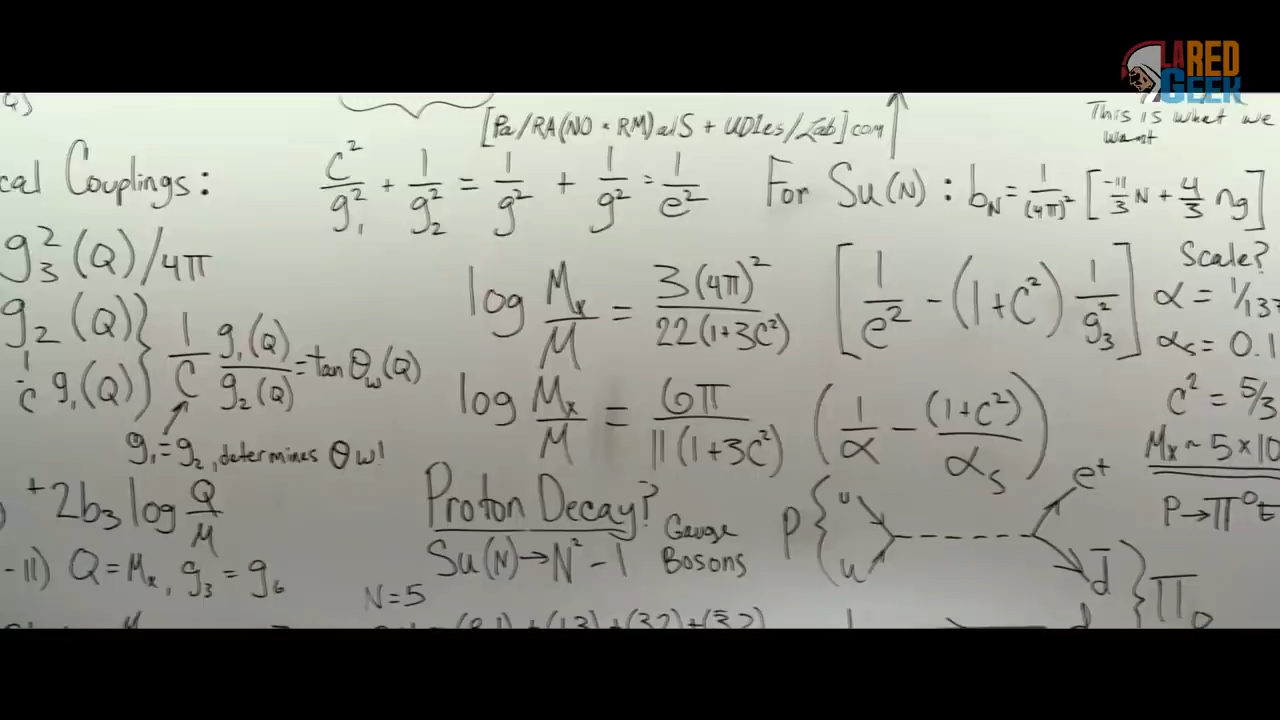 LA RED GEEK
[Pa/RA(NO • RM)alS + UDIes/Lab]com
This is what we want
cal Couplings: c²/g₁² + 1/g₂² = 1/g² + 1/g² = 1/e²
For Su(N): b_N = 1/(4π)² [-11/3 N + 4/3 ng]
g₃²(Q)/4π
Scale?
log Mx/M = 3(4π)²/22(1+3C²) [1/e² - (1+C²) 1/g₃²]
α = 1/137
αs = 0.1
g₂(Q)
1/C g₁(Q)
1/C g₁(Q)/g₂(Q) = tan θw(Q)
g₁ = g₂, determines θw!
log Mx/M = 6π/11(1+3C²) (1/α - (1+C²)/αs)
C² = 5/3
Mx ~ 5×10
+2b₃ log Q/M
Proton Decay?
Su(N) → N² - 1 Gauge Bosons
P { u u
e⁺
d̄ } Π₀
P → Π⁰
-11) Q = Mx, g₃ = g₆
N = 5